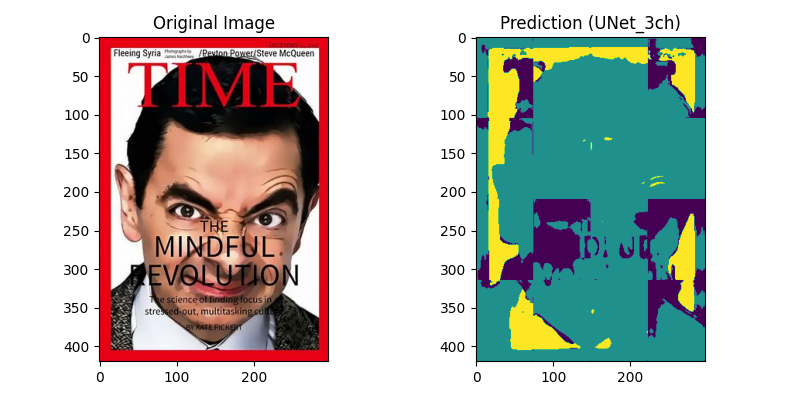 Original Image
Prediction (UNet_3ch)
Fleeing Syria Photographs by /Peyton Power/Steve McQueen
TIME
THE
MINDFUL
REVOLUTION
The science of finding focus in a
stressed-out, multitasking culture
BY KATE PICKERT
0
50
100
150
200
250
300
350
400
0
100
200
0
50
100
150
200
250
300
350
400
0
100
200